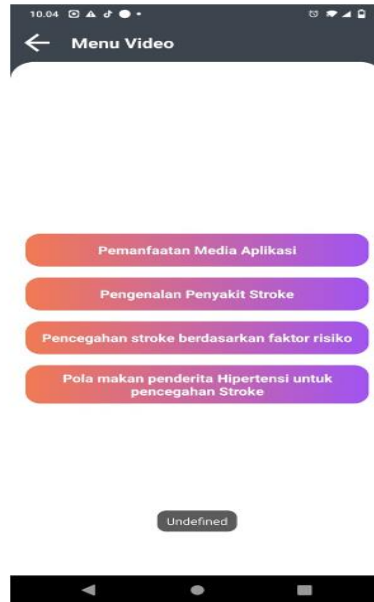 10.04
Menu Video
Pemanfaatan Media Aplikasi
Pengenalan Penyakit Stroke
Pencegahan stroke berdasarkan faktor risiko
Pola makan penderita Hipertensi untuk
pencegahan Stroke
Undefined